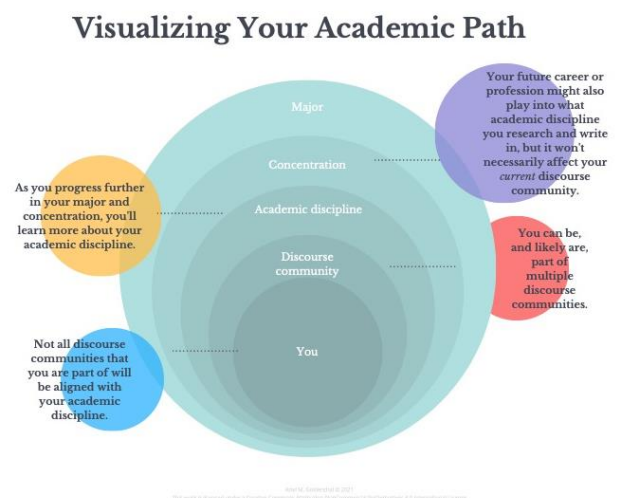 Visualizing Your Academic Path
Major
Concentration
Academic discipline
Discourse
community
You
As you progress further
in your major and
concentration, you'll
learn more about your
academic discipline.
Not all discourse
communities that
you are part of will
be aligned with
your academic
discipline.
Your future career or
profession might also
play into what
academic discipline
you research and write
in, but it won't
necessarily affect your
current discourse
community.
You can be,
and likely are,
part of
multiple
discourse
communities.